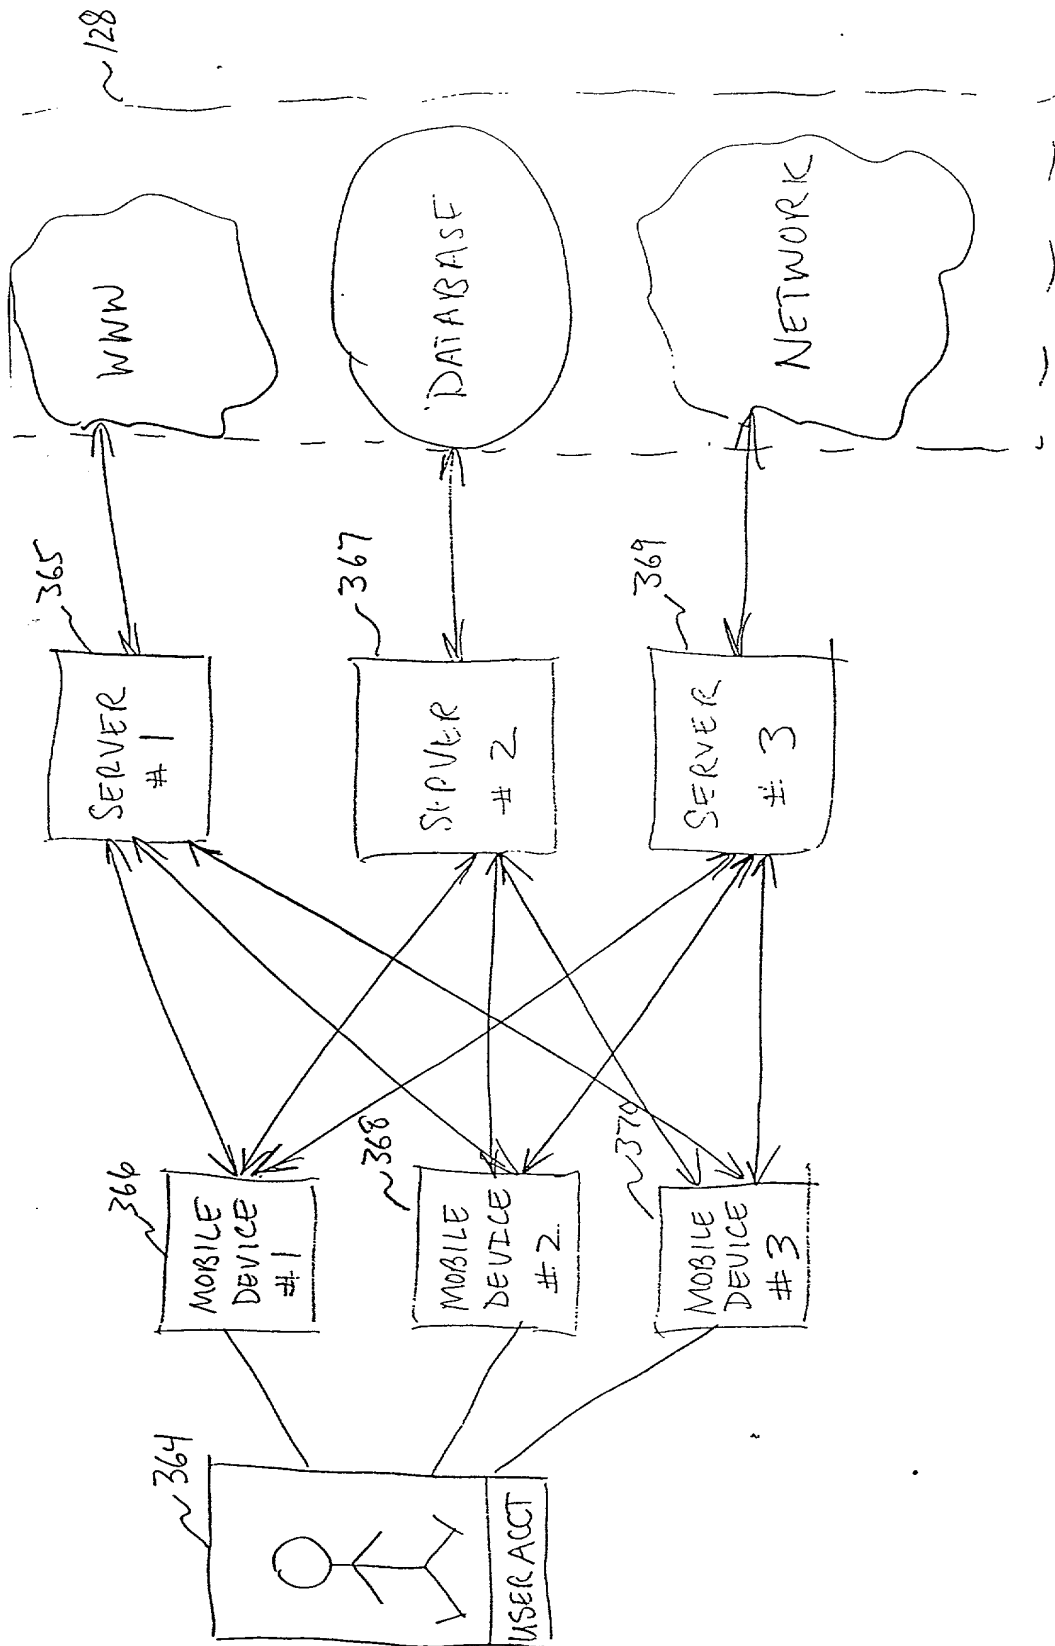 128
WWW
DATABASE
NETWORK
365
367
369
SERVER
# 1
SERVER
# 2
SERVER
# 3
366
368
370
MOBILE
DEVICE
#1
MOBILE
DEVICE
#2
MOBILE
DEVICE
#3
364
USER ACCT